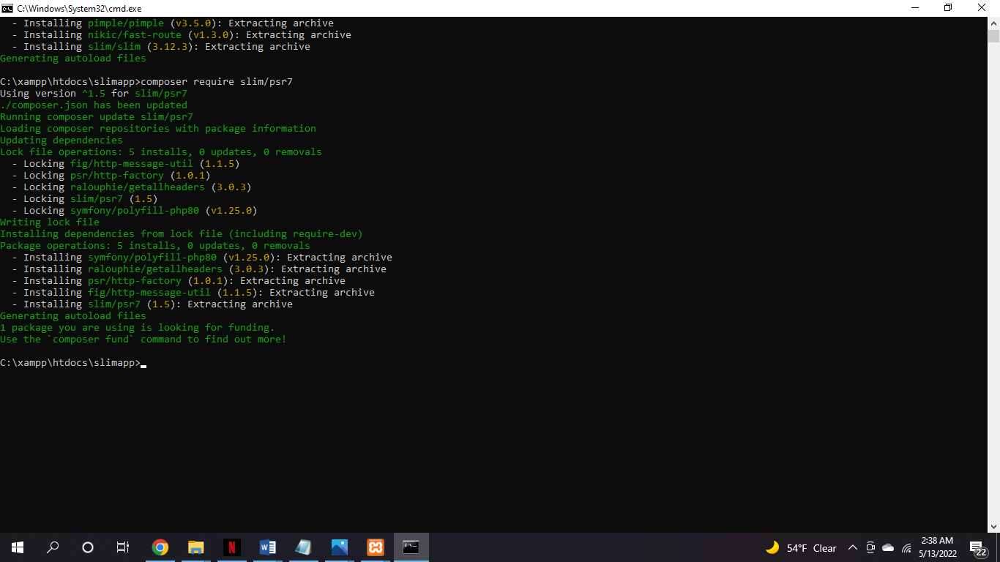 C:\Windows\System32\cmd.exe
  - Installing pimple/pimple (v3.5.0): Extracting archive
  - Installing nikic/fast-route (v1.3.0): Extracting archive
  - Installing slim/slim (3.12.3): Extracting archive
Generating autoload files
C:\xampp\htdocs\slimapp>composer require slim/psr7
Using version ^1.5 for slim/psr7
./composer.json has been updated
Running composer update slim/psr7
Loading composer repositories with package information
Updating dependencies
Lock file operations: 5 installs, 0 updates, 0 removals
  - Locking fig/http-message-util (1.1.5)
  - Locking psr/http-factory (1.0.1)
  - Locking ralouphie/getallheaders (3.0.3)
  - Locking slim/psr7 (1.5)
  - Locking symfony/polyfill-php80 (v1.25.0)
Writing lock file
Installing dependencies from lock file (including require-dev)
Package operations: 5 installs, 0 updates, 0 removals
  - Installing symfony/polyfill-php80 (v1.25.0): Extracting archive
  - Installing ralouphie/getallheaders (3.0.3): Extracting archive
  - Installing psr/http-factory (1.0.1): Extracting archive
  - Installing fig/http-message-util (1.1.5): Extracting archive
  - Installing slim/psr7 (1.5): Extracting archive
Generating autoload files
1 package you are using is looking for funding.
Use the `composer fund` command to find out more!
C:\xampp\htdocs\slimapp>
54°F Clear
2:38 AM
5/13/2022
22